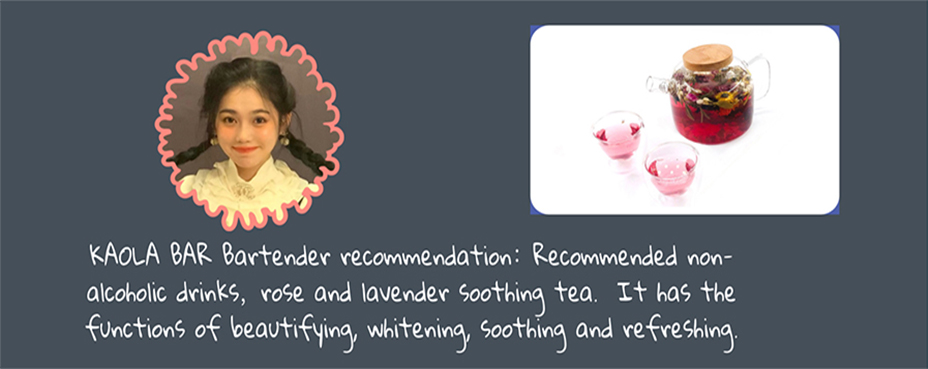 KAOLA BAR Bartender recommendation: Recommended non-
alcoholic drinks, rose and lavender soothing tea. It has the
functions of beautifying, whitening, soothing and refreshing.